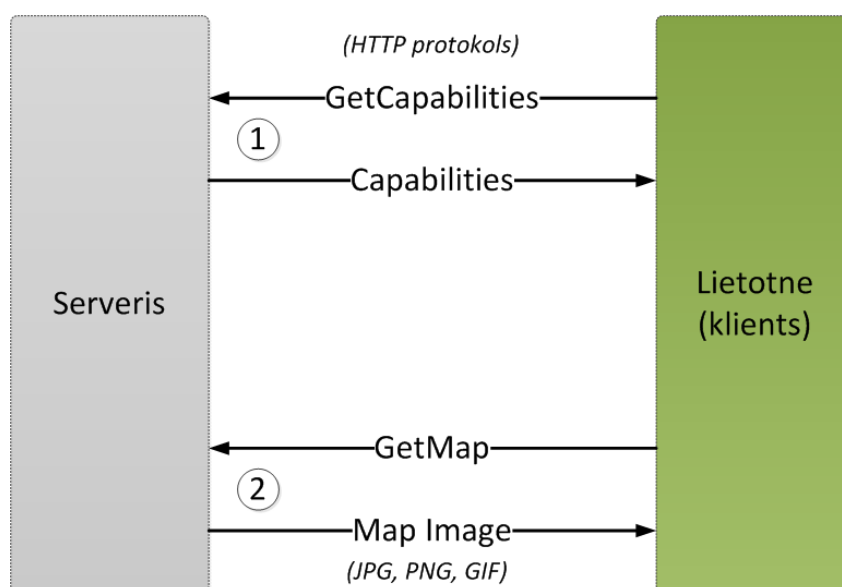 (HTTP protokols)
GetCapabilities
1
Capabilities
Serveris
Lietotne
(klients)
GetMap
2
Map Image
(JPG, PNG, GIF)